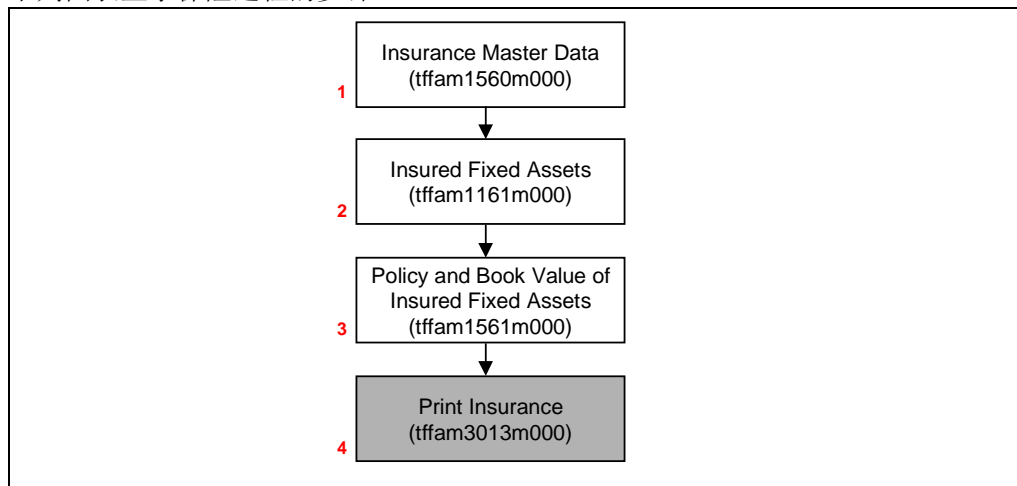 Insurance Master Data
(tffam1560m000)
1
Insured Fixed Assets
(tffam1161m000)
2
Policy and Book Value of
Insured Fixed Assets
(tffam1561m000)
3
Print Insurance
(tffam3013m000)
4